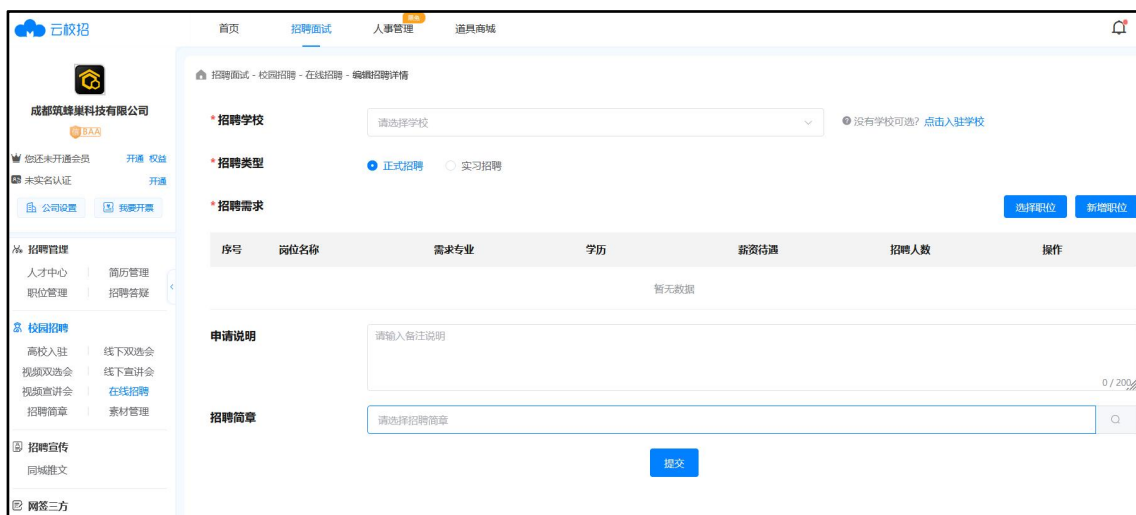 云校招
首页 招聘面试 人事管理 道具商城
招聘面试 - 校园招聘 - 在线招聘 - 编辑招聘详情
成都筑蜂巢科技有限公司
BAA
您还未开通会员 开通 权益
未实名认证 开通
公司设置 我要开票
招聘管理
人才中心 简历管理
职位管理 招聘答疑
校园招聘
高校入驻 线下双选会
视频双选会 线下宣讲会
视频宣讲会 在线招聘
招聘简章 素材管理
招聘宣传
同城推文
网签三方
*招聘学校 请选择学校 没有学校可选? 点击入驻学校
*招聘类型 正式招聘 实习招聘
*招聘需求 选择职位 新增职位
序号 岗位名称 需求专业 学历 薪资待遇 招聘人数 操作
暂无数据
申请说明 请输入备注说明
0 / 200
招聘简章 请选择招聘简章
提交